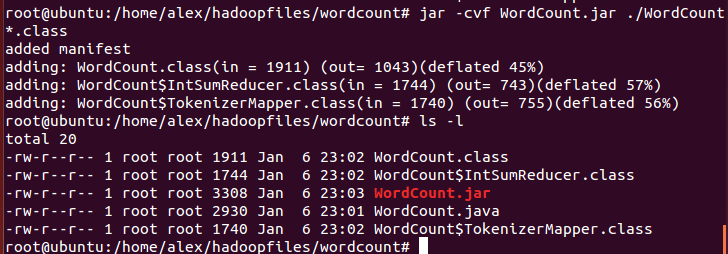 root@ubuntu:/home/alex/hadoopfiles/wordcount# jar -cvf WordCount.jar ./WordCount
*.class
added manifest
adding: WordCount.class(in = 1911) (out= 1043)(deflated 45%)
adding: WordCount$IntSumReducer.class(in = 1744) (out= 743)(deflated 57%)
adding: WordCount$TokenizerMapper.class(in = 1740) (out= 755)(deflated 56%)
root@ubuntu:/home/alex/hadoopfiles/wordcount# ls -l
total 20
-rw-r--r-- 1 root root 1911 Jan  6 23:02 WordCount.class
-rw-r--r-- 1 root root 1744 Jan  6 23:02 WordCount$IntSumReducer.class
-rw-r--r-- 1 root root 3308 Jan  6 23:03 WordCount.jar
-rw-r--r-- 1 root root 2930 Jan  6 23:01 WordCount.java
-rw-r--r-- 1 root root 1740 Jan  6 23:02 WordCount$TokenizerMapper.class
root@ubuntu:/home/alex/hadoopfiles/wordcount#